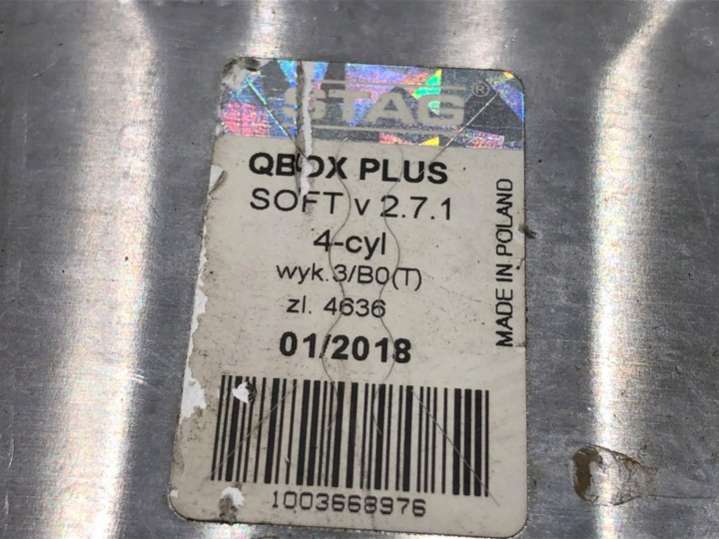 STAG®
QBOX PLUS
SOFT v 2.7.1
4-cyl
wyk.3/B0(T)
zl. 4636
01/2018
MADE IN POLAND
1003668976